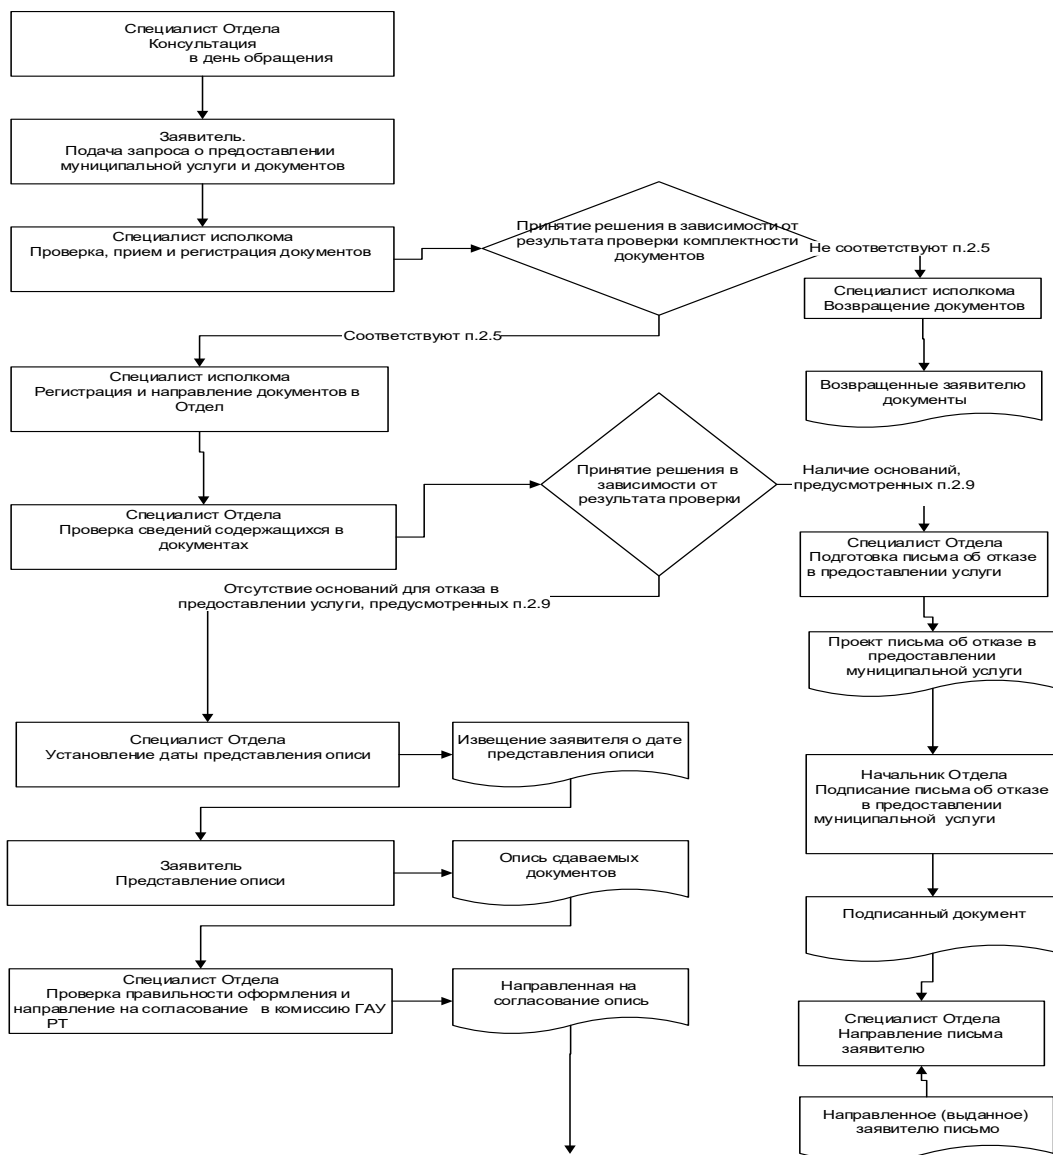 Специалист Отдела
Консультация
в день обращения
Заявитель.
Подача запроса о предоставлении
муниципальной услуги и документов
Специалист исполкома
Проверка, прием и регистрация документов
Принятие решения в зависимости от
результата проверки комплектности
документов
Не соответствуют п.2.5
Специалист исполкома
Возвращение документов
Возвращенные заявителю
документы
Соответствуют п.2.5
Специалист исполкома
Регистрация и направление документов в
Отдел
Специалист Отдела
Проверка сведений содержащихся в
документах
Принятие решения в
зависимости от
результата проверки
Наличие оснований,
предусмотренных п.2.9
Специалист Отдела
Подготовка письма об отказе
в предоставлении услуги
Проект письма об отказе в
предоставлении
муниципальной услуги
Начальник Отдела
Подписание письма об отказе
в предоставлении
муниципальной услуги
Подписанный документ
Специалист Отдела
Направление письма
заявителю
Направленное (выданное)
заявителю письмо
Отсутствие оснований для отказа в
предоставлении услуги, предусмотренных п.2.9
Специалист Отдела
Установление даты представления описи
Извещение заявителя о дате
представления описи
Заявитель
Представление описи
Опись сдаваемых
документов
Специалист Отдела
Проверка правильности оформления и
направление на согласование в комиссию ГАУ
РТ
Направленная на
согласование опись